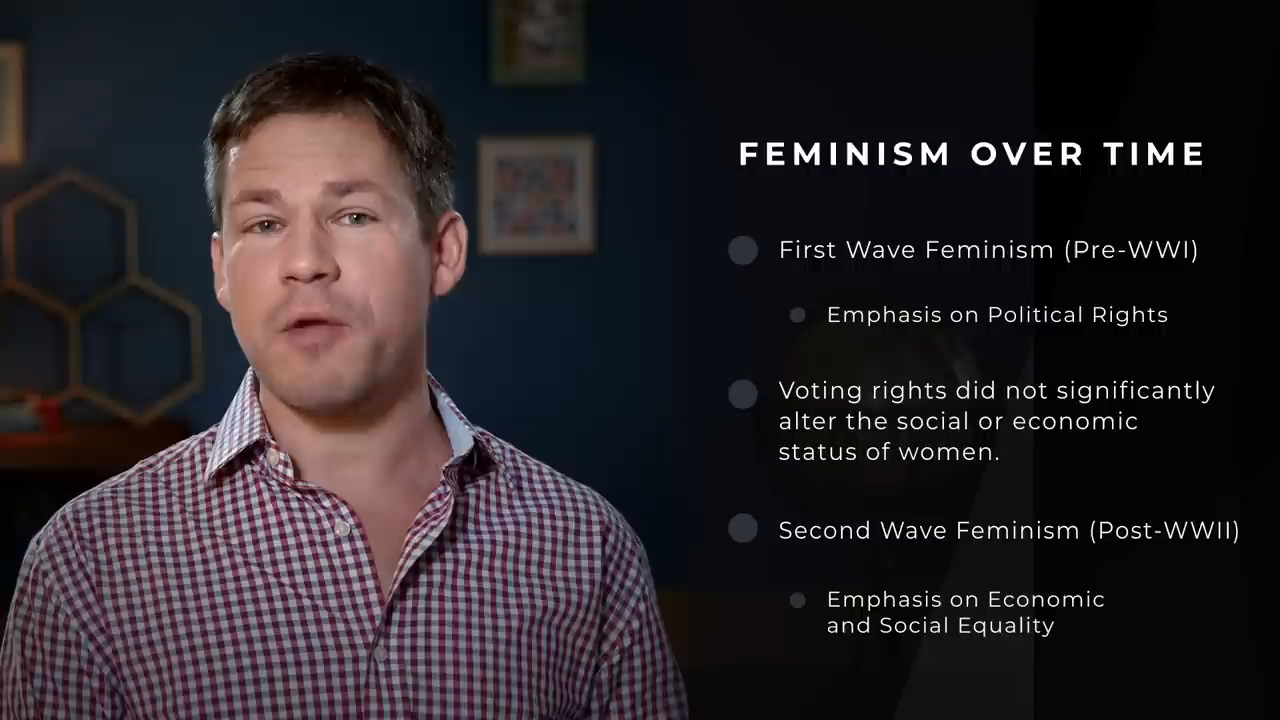 FEMINISM OVER TIME
First Wave Feminism (Pre-WWI)
Emphasis on Political Rights
Voting rights did not significantly
alter the social or economic
status of women.
Second Wave Feminism (Post-WWII)
Emphasis on Economic
and Social Equality